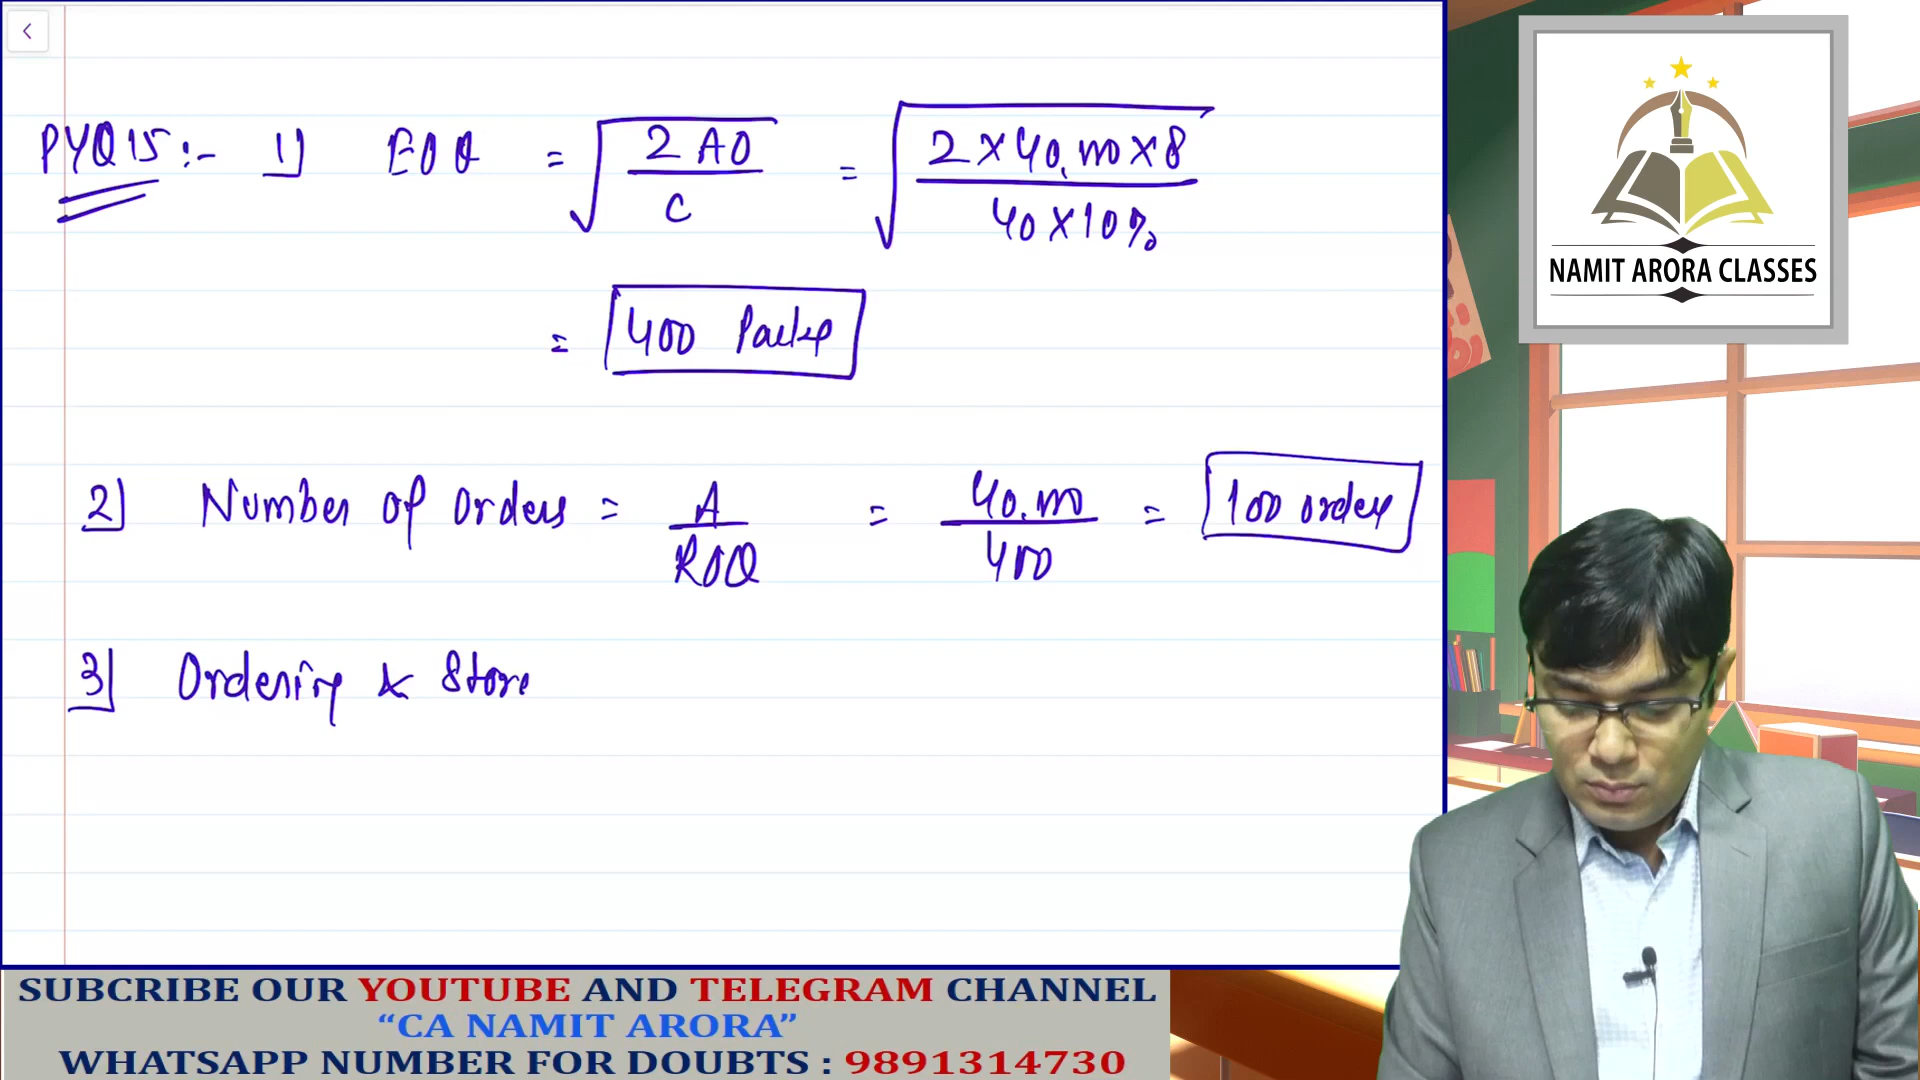 PYQ 15 :- 1) EOQ = √(2AO / C) = √(2 × 40,000 × 8 / 40 × 10%)
= 400 Packs
2) Number of orders = A / ROQ = 40,000 / 400 = 100 orders
3) Ordering & Store
NAMIT ARORA CLASSES
SUBCRIBE OUR YOUTUBE AND TELEGRAM CHANNEL
“CA NAMIT ARORA”
WHATSAPP NUMBER FOR DOUBTS : 9891314730